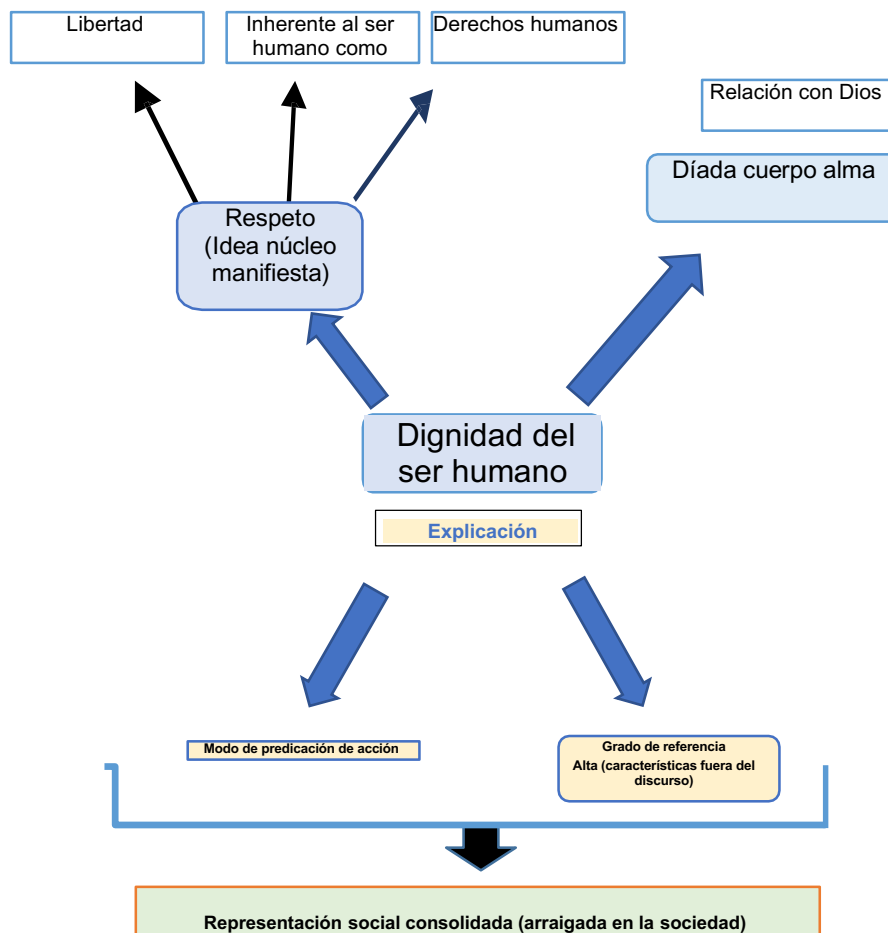 Libertad
Inherente al ser
humano como
Derechos humanos
Relación con Dios
Díada cuerpo alma
Respeto
(Idea núcleo
manifiesta)
Dignidad del
ser humano
Explicación
Modo de predicación de acción
Grado de referencia
Alta (características fuera del
discurso)
Representación social consolidada (arraigada en la sociedad)